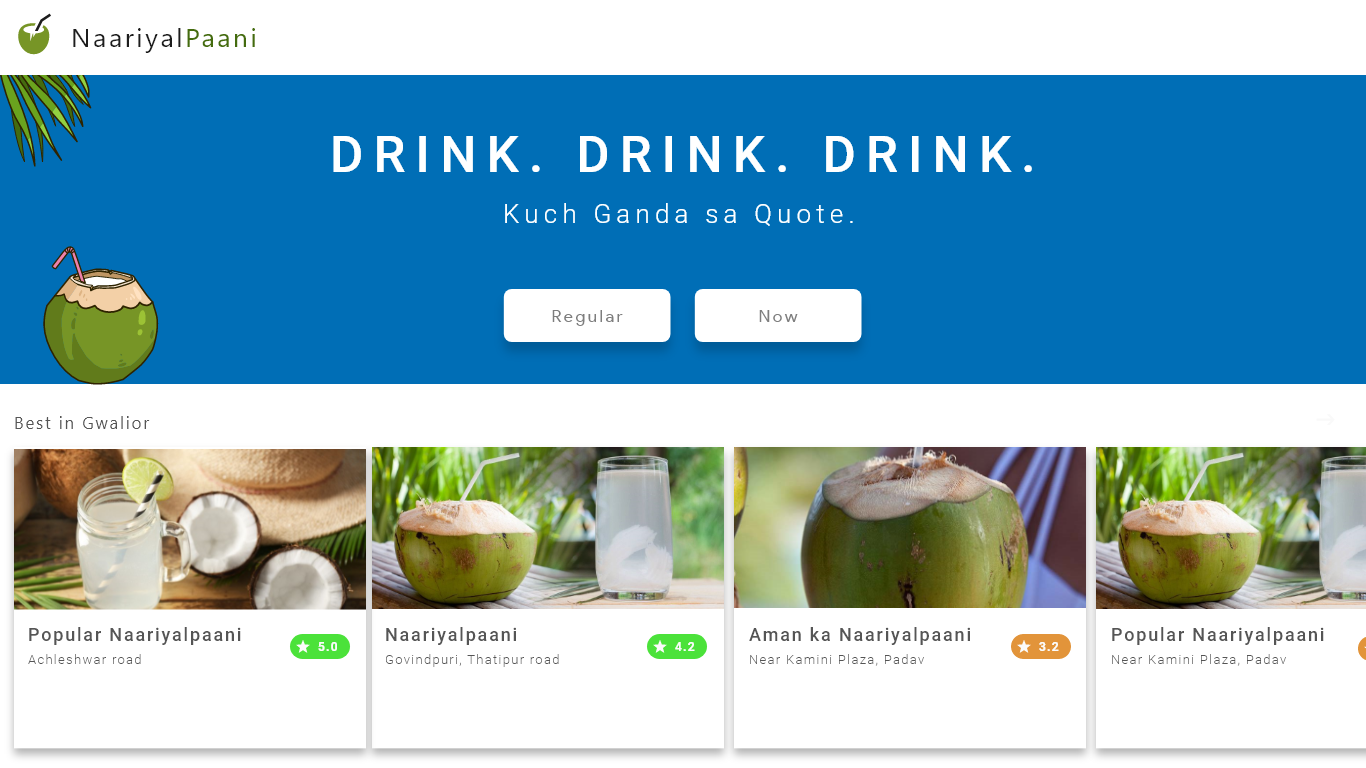 NaariyalPaani
DRINK. DRINK. DRINK.
Kuch Ganda sa Quote.
Regular
Now
Best in Gwalior
Popular Naariyalpaani
Achleshwar road
5.0
Naariyalpaani
Govindpuri, Thatipur road
4.2
Aman ka Naariyalpaani
Near Kamini Plaza, Padav
3.2
Popular Naariyalpaani
Near Kamini Plaza, Padav